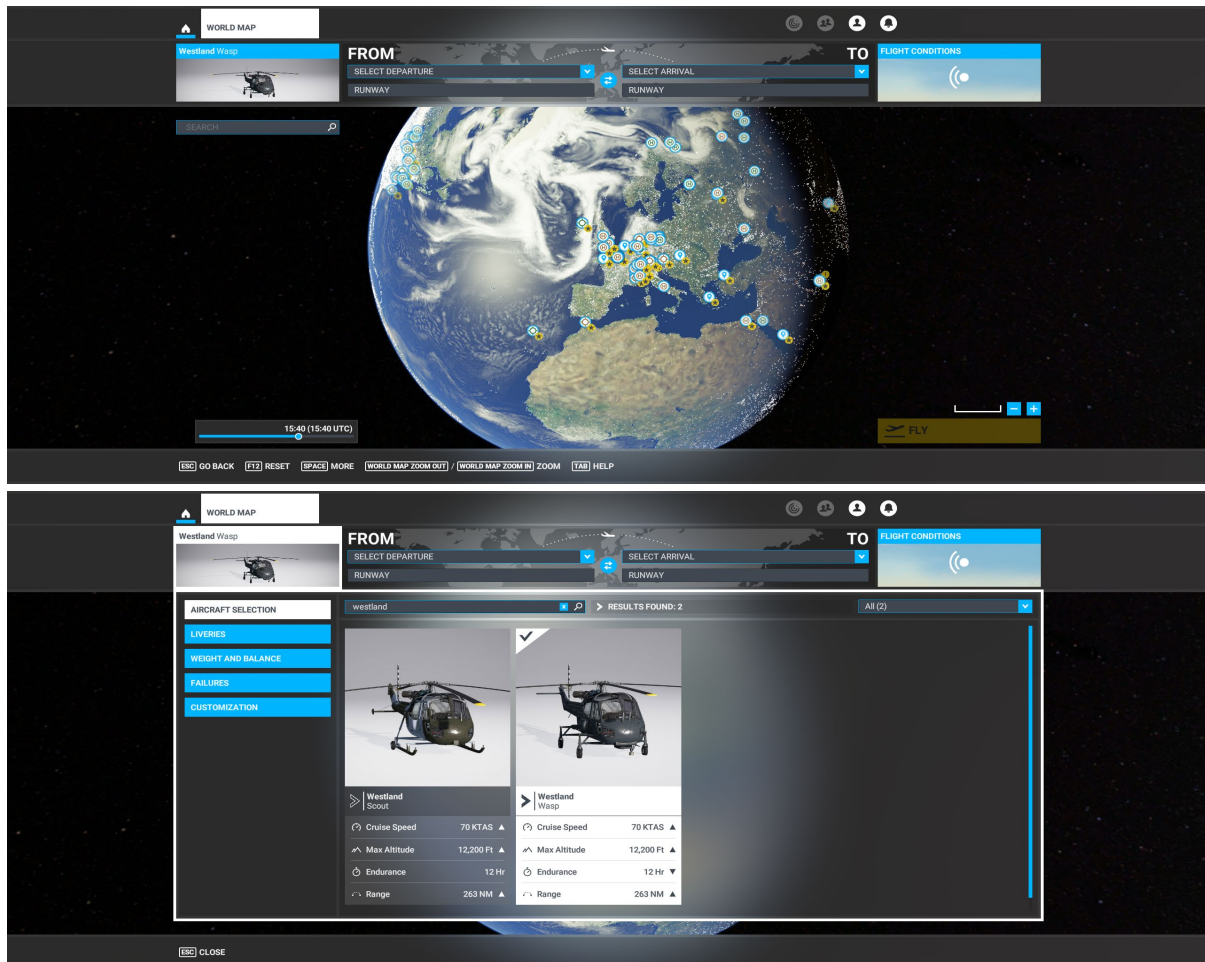 WORLD MAP
Westland Wasp
FROM
TO
FLIGHT CONDITIONS
SELECT DEPARTURE
SELECT ARRIVAL
RUNWAY
RUNWAY
SEARCH
15:40 (15:40 UTC)
FLY
ESC GO BACK F12 RESET SPACE MORE WORLD MAP ZOOM OUT / WORLD MAP ZOOM IN ZOOM TAB HELP
WORLD MAP
Westland Wasp
FROM
TO
FLIGHT CONDITIONS
SELECT DEPARTURE
SELECT ARRIVAL
RUNWAY
RUNWAY
AIRCRAFT SELECTION
LIVERIES
WEIGHT AND BALANCE
FAILURES
CUSTOMIZATION
westland
RESULTS FOUND: 2
All (2)
Westland
Scout
Cruise Speed 70 KTAS
Max Altitude 12,200 Ft
Endurance 12 Hr
Range 263 NM
Westland
Wasp
Cruise Speed 70 KTAS
Max Altitude 12,200 Ft
Endurance 12 Hr
Range 263 NM
ESC CLOSE